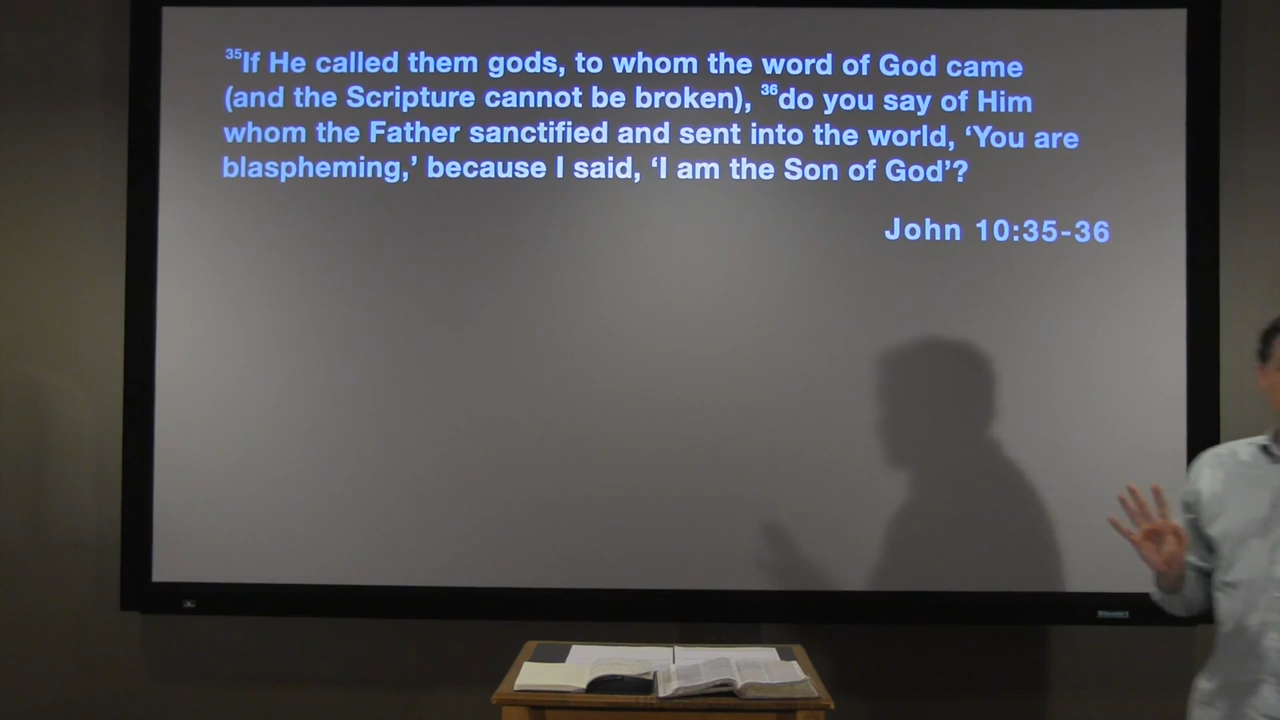 ³⁵If He called them gods, to whom the word of God came
(and the Scripture cannot be broken), ³⁶do you say of Him
whom the Father sanctified and sent into the world, ‘You are
blaspheming,’ because I said, ‘I am the Son of God’?
John 10:35-36
Stewart